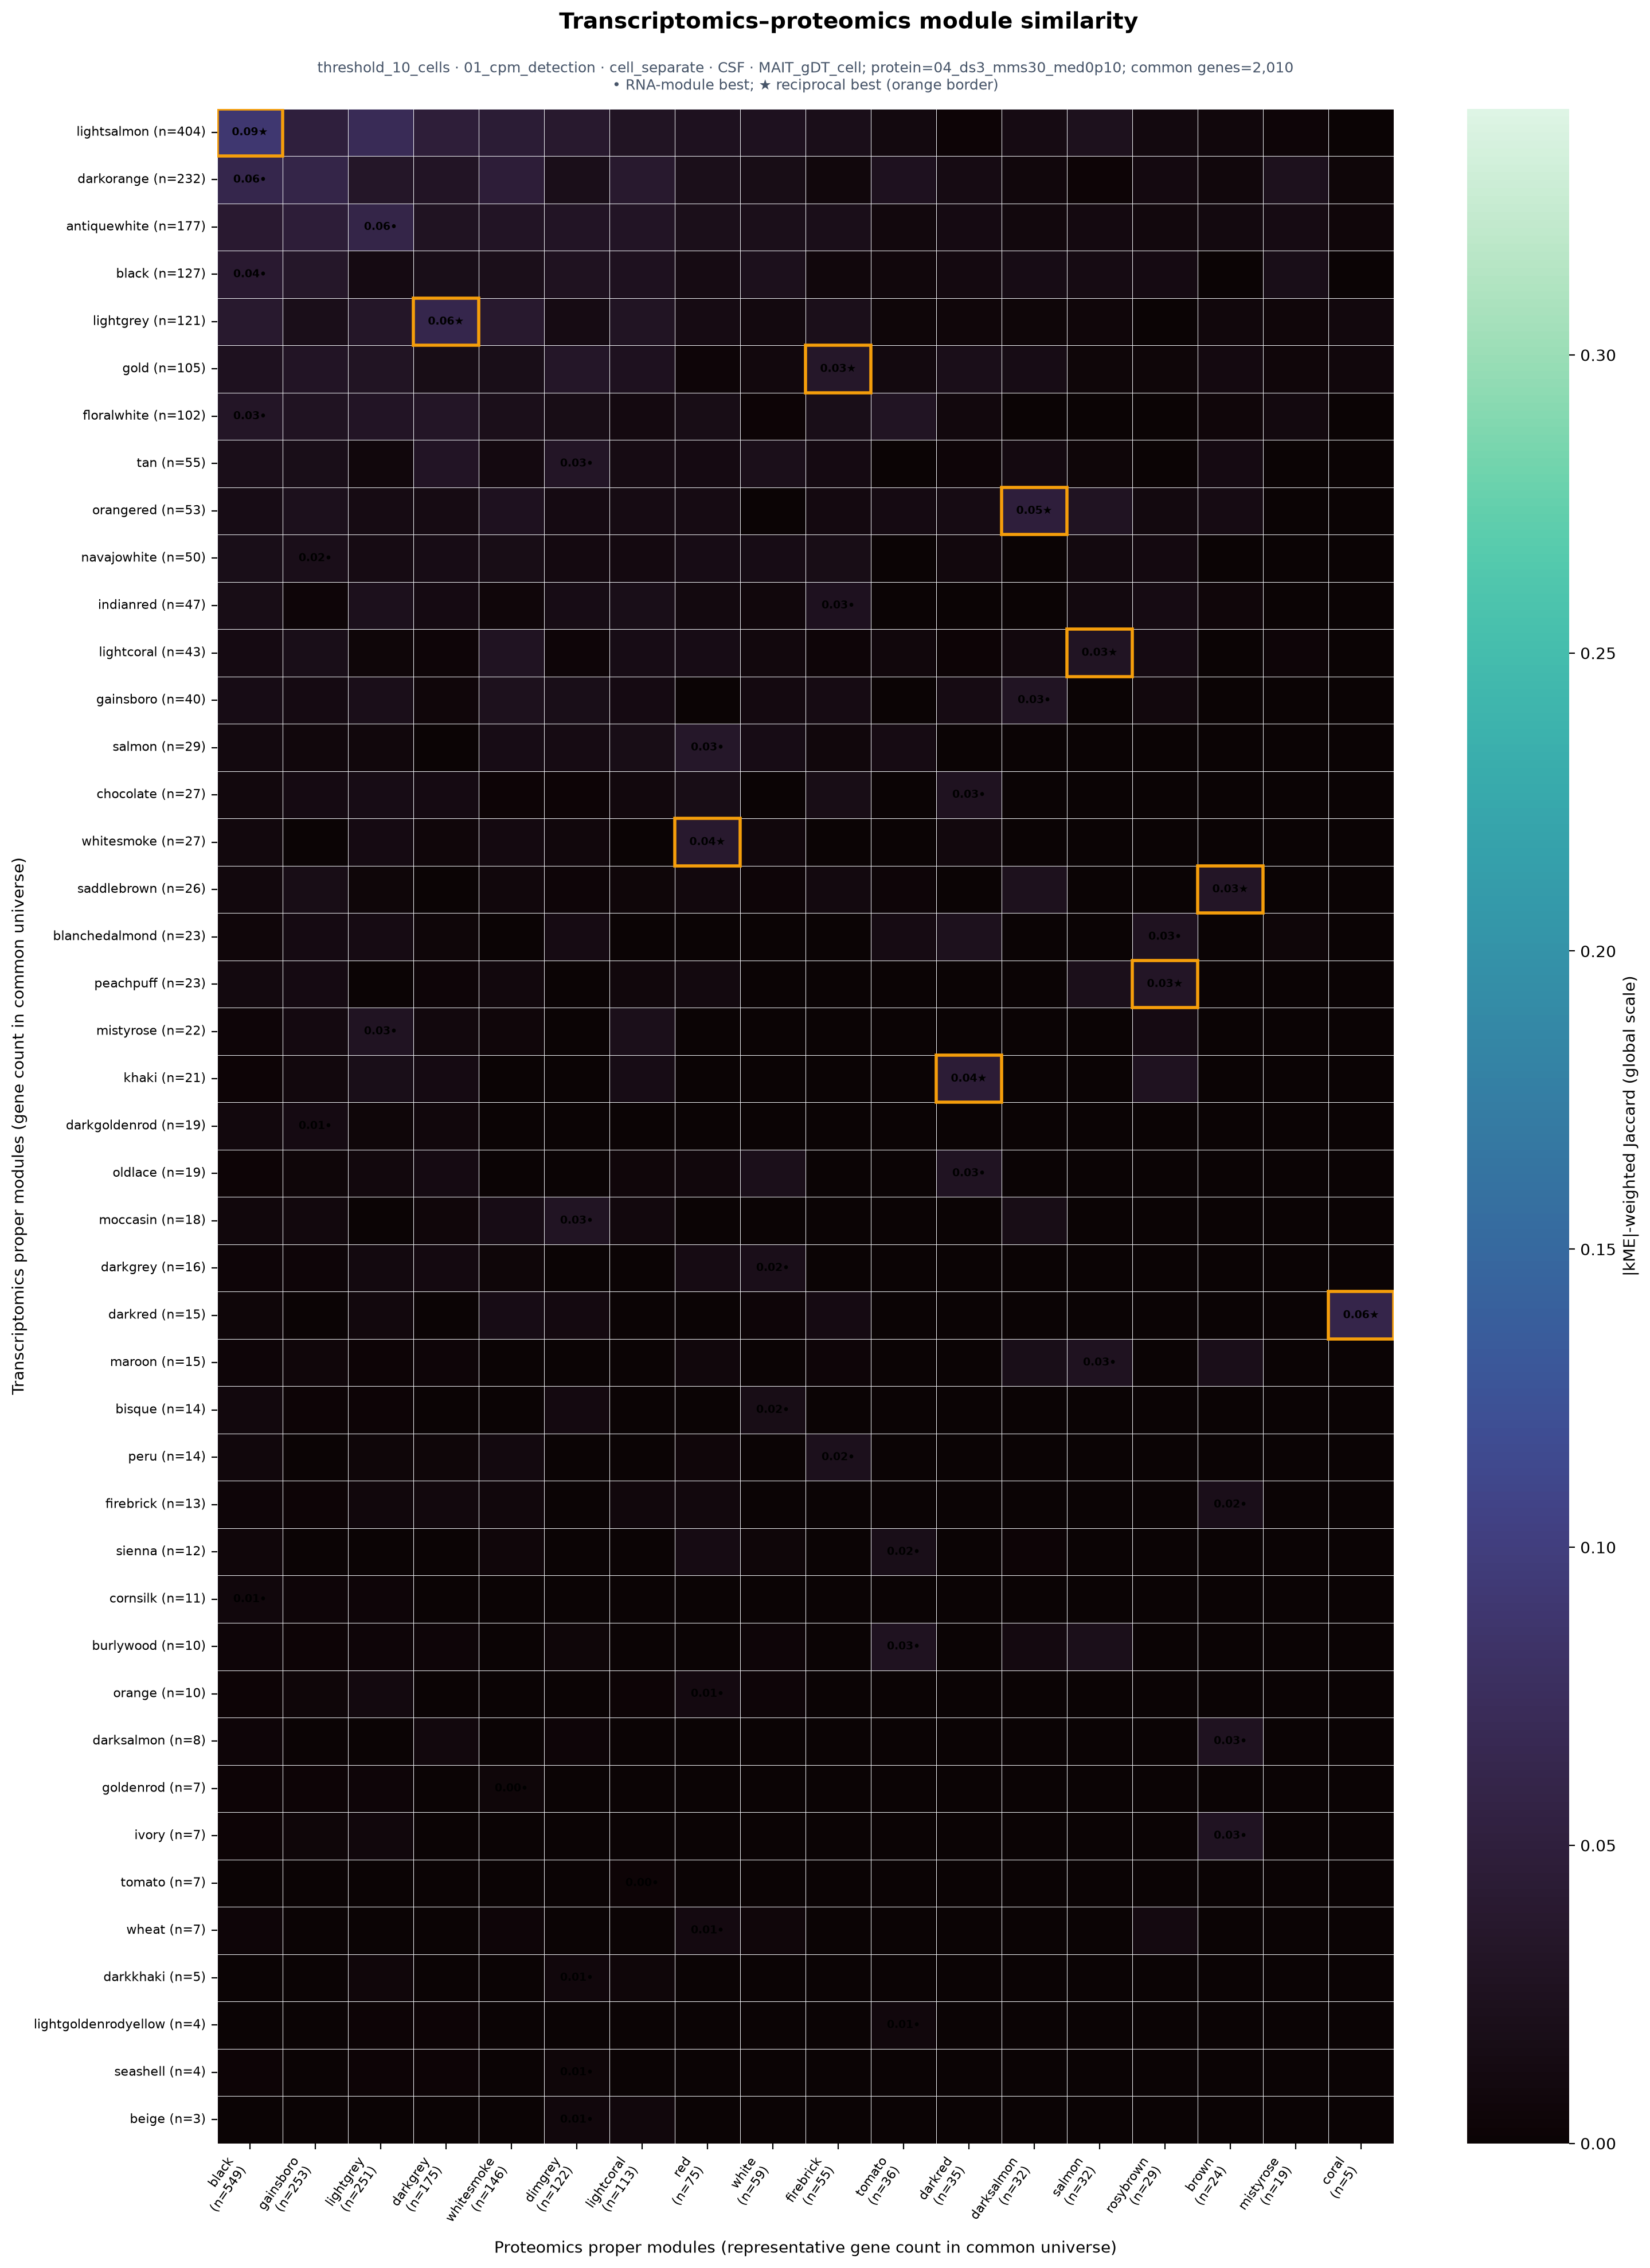 Transcriptomics–proteomics module similarity
threshold_10_cells · 01_cpm_detection · cell_separate · CSF · MAIT_gDT_cell; protein=04_ds3_mms30_med0p10; common genes=2,010
• RNA-module best; ★ reciprocal best (orange border)
Transcriptomics proper modules (gene count in common universe)
lightsalmon (n=404) 0.09★
darkorange (n=232) 0.06•
antiquewhite (n=177) 0.06•
black (n=127) 0.04•
lightgrey (n=121) 0.06★
gold (n=105) 0.03★
floralwhite (n=102) 0.03•
tan (n=55) 0.03•
orangered (n=53) 0.05★
navajowhite (n=50) 0.02•
indianred (n=47) 0.03•
lightcoral (n=43) 0.03★
gainsboro (n=40) 0.03•
salmon (n=29) 0.03•
chocolate (n=27) 0.03•
whitesmoke (n=27) 0.04★
saddlebrown (n=26) 0.03★
blanchedalmond (n=23) 0.03•
peachpuff (n=23) 0.03★
mistyrose (n=22) 0.03•
khaki (n=21) 0.04★
darkgoldenrod (n=19) 0.01•
oldlace (n=19) 0.03•
moccasin (n=18) 0.03•
darkgrey (n=16) 0.02•
darkred (n=15) 0.06★
maroon (n=15) 0.03•
bisque (n=14) 0.02•
peru (n=14) 0.02•
firebrick (n=13) 0.02•
sienna (n=12) 0.02•
cornsilk (n=11) 0.01•
burlywood (n=10) 0.03•
orange (n=10) 0.01•
darksalmon (n=8) 0.03•
goldenrod (n=7) 0.00•
ivory (n=7) 0.03•
tomato (n=7) 0.00•
wheat (n=7) 0.01•
darkkhaki (n=5) 0.01•
lightgoldenrodyellow (n=4) 0.01•
seashell (n=4) 0.01•
beige (n=3) 0.01•
black (n=549)
gainsboro (n=253)
lightgrey (n=251)
darkgrey (n=175)
whitesmoke (n=146)
dimgrey (n=122)
lightcoral (n=113)
red (n=75)
white (n=59)
firebrick (n=55)
tomato (n=36)
darkred (n=35)
darksalmon (n=32)
salmon (n=32)
rosybrown (n=29)
brown (n=24)
mistyrose (n=19)
coral (n=5)
Proteomics proper modules (representative gene count in common universe)
0.30
0.25
0.20
0.15
0.10
0.05
0.00
|kME|-weighted Jaccard (global scale)